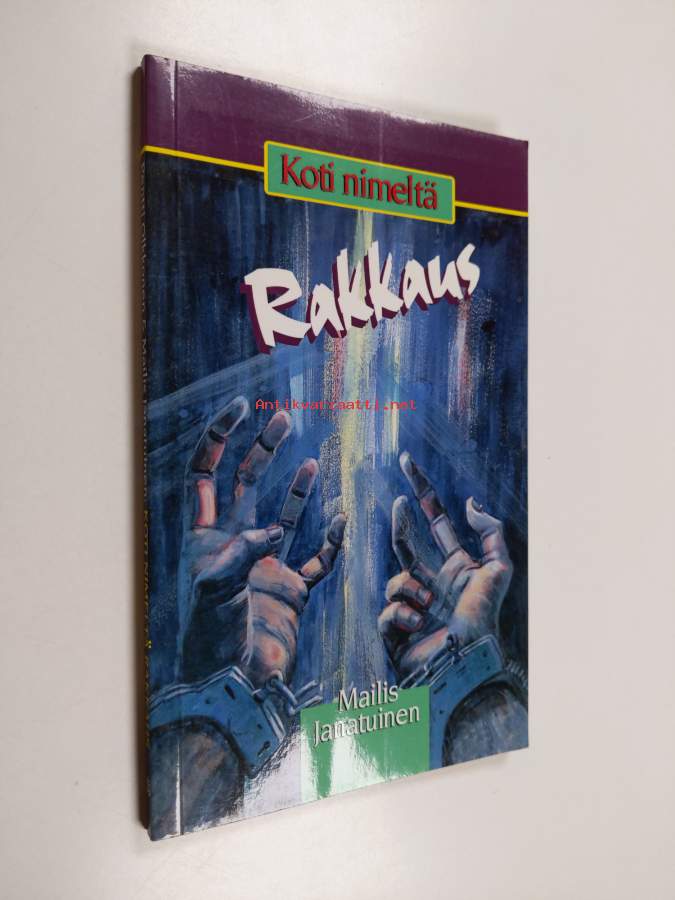 Koti nimeltä
Rakkaus
Antikvariaatti.net
Mailis
Janatuinen